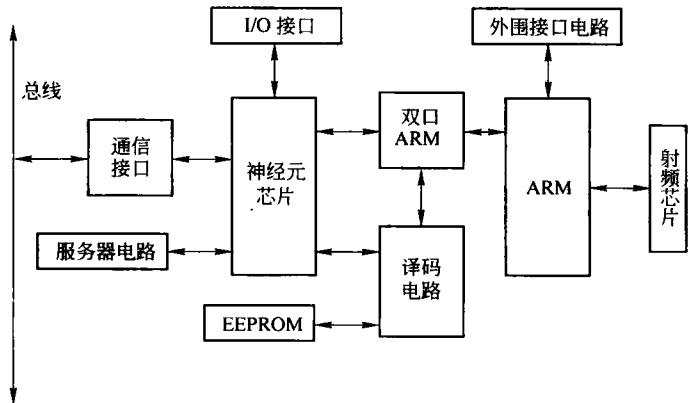 I/O 接口
外围接口电路
总线
通信
接口
神经元
芯片
双口
ARM
ARM
射
频
芯
片
服务器电路
译码
电路
EEPROM